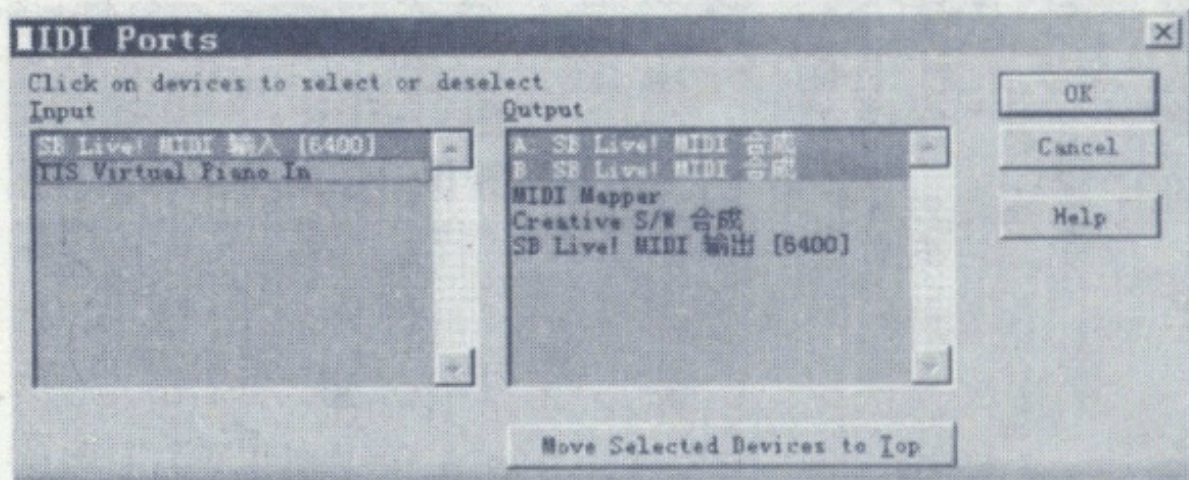 MIDI Ports
Click on devices to select or deselect
Input
SB Live! MIDI 输入 [6400]
TTS Virtual Piano In
Output
A: SB Live! MIDI 合成
B: SB Live! MIDI 合成
MIDI Mapper
Creative S/W 合成
SB Live! MIDI 输出 [6400]
OK
Cancel
Help
Move Selected Devices to Top